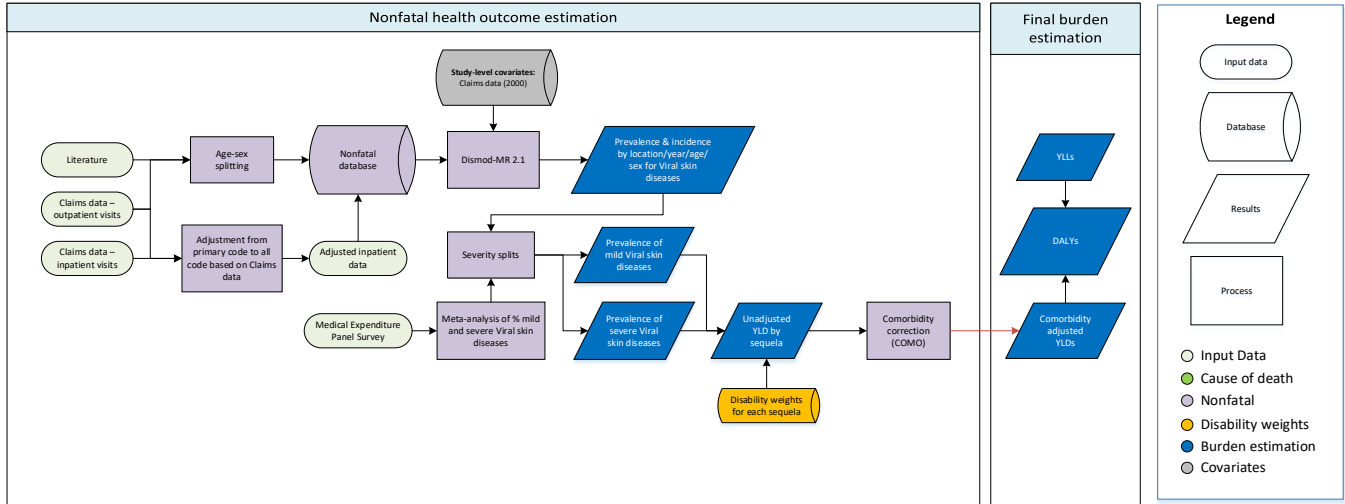 Nonfatal health outcome estimation
Final burden
estimation
Legend
Study-level covariates:
Claims data (2000)
Literature
Age-sex
splitting
Nonfatal
database
Dismod-MR 2.1
Prevalence & incidence
by location/year/age/
sex for Viral skin
diseases
Claims data –
outpatient visits
Claims data –
inpatient visits
Adjustment from
primary code to all
code based on Claims
data
Adjusted inpatient
data
Severity splits
Prevalence of
mild Viral skin
diseases
Medical Expenditure
Panel Survey
Meta-analysis of % mild
and severe Viral skin
diseases
Prevalence of
severe Viral
skin diseases
Unadjusted
YLD by
sequela
Comorbidity
correction
(COMO)
Disability weights
for each sequela
YLLs
DALYs
Comorbidity
adjusted
YLDs
Input data
Database
Results
Process
Input Data
Cause of death
Nonfatal
Disability weights
Burden estimation
Covariates